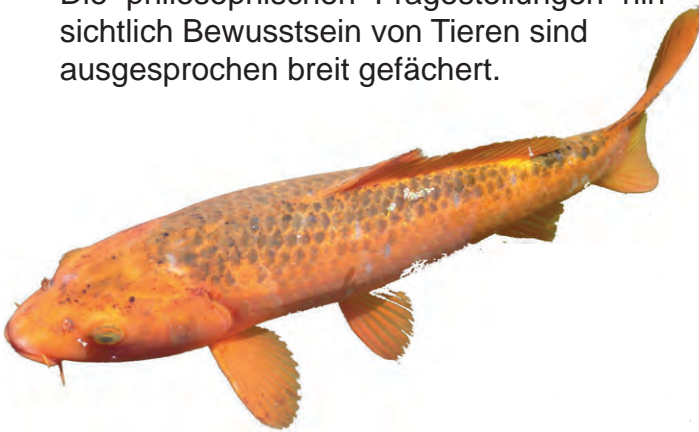 Die philosophischen Fragestellungen hin-
sichtlich Bewusstsein von Tieren sind
ausgesprochen breit gefächert.